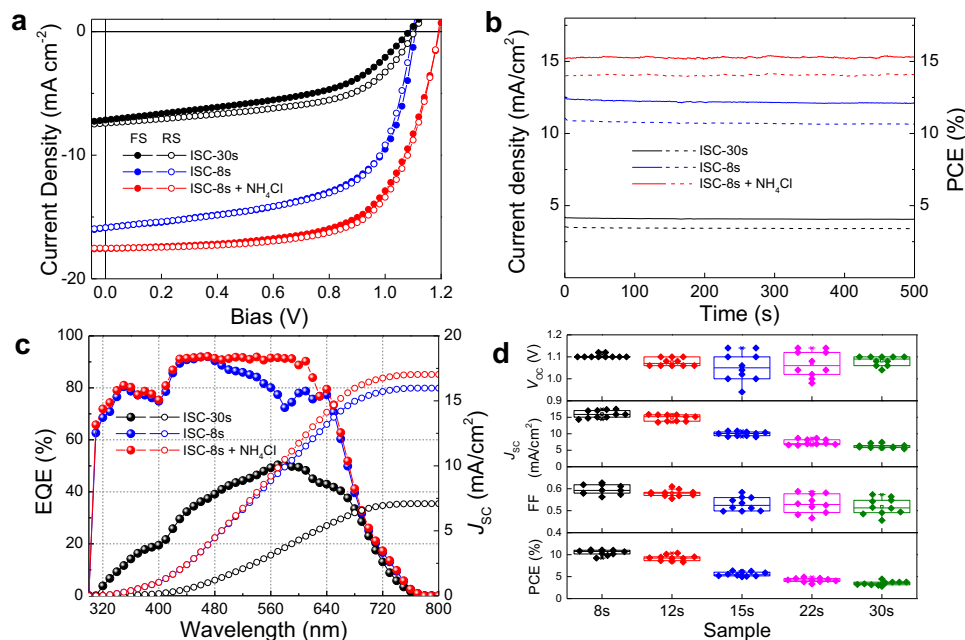 a
0
-10
-20
Current Density (mA cm⁻²)
FS RS
ISC-30s
ISC-8s
ISC-8s + NH₄Cl
0.0 0.2 0.4 0.6 0.8 1.0 1.2
Bias (V)
b
15
10
5
Current density (mA/cm²)
ISC-30s
ISC-8s
ISC-8s + NH₄Cl
15
10
5
PCE (%)
0 100 200 300 400 500
Time (s)
c
100
80
60
40
20
0
EQE (%)
ISC-30s
ISC-8s
ISC-8s + NH₄Cl
20
15
10
5
0
J_SC (mA/cm²)
320 400 480 560 640 720 800
Wavelength (nm)
d
1.2
1.1
1.0
0.9
V_OC (V)
15
10
5
J_SC
(mA/cm²)
0.6
0.5
0.4
FF
10
5
0
PCE (%)
8s 12s 15s 22s 30s
Sample